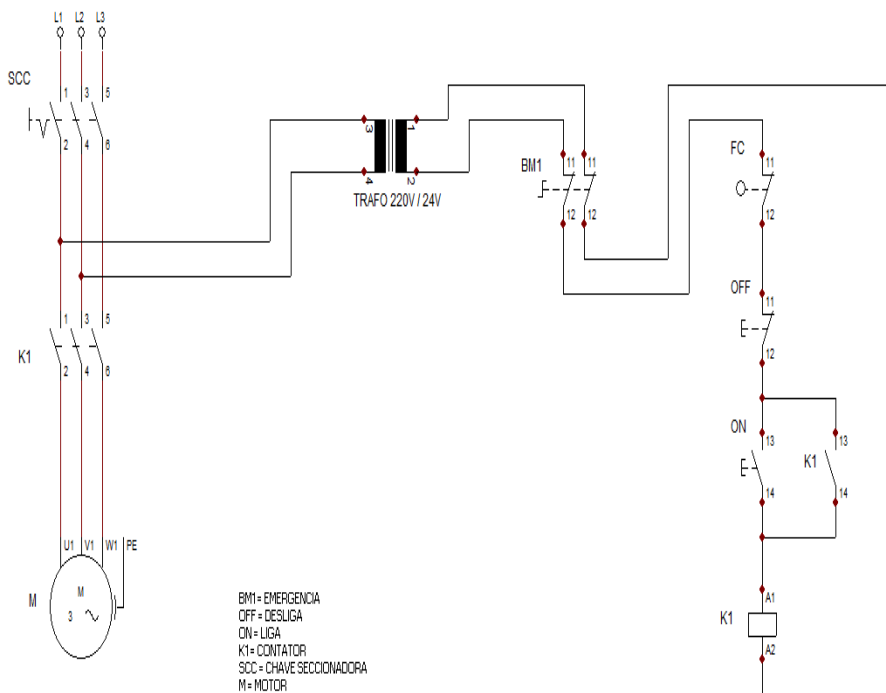 L1 L2 L3
SCC
1 3 5
2 4 6
3 1
4 2
TRAFO 220V / 24V
BM1
11 11
12 12
FC
11
12
OFF
11
12
K1
1 3 5
2 4 6
ON
13
14
K1
13
14
U1 V1 W1 PE
M
M
3
K1
A1
A2
BM1= EMERGENCIA
OFF= DESLIGA
ON= LIGA
K1= CONTATOR
SCC= CHAVE SECCIONADORA
M= MOTOR